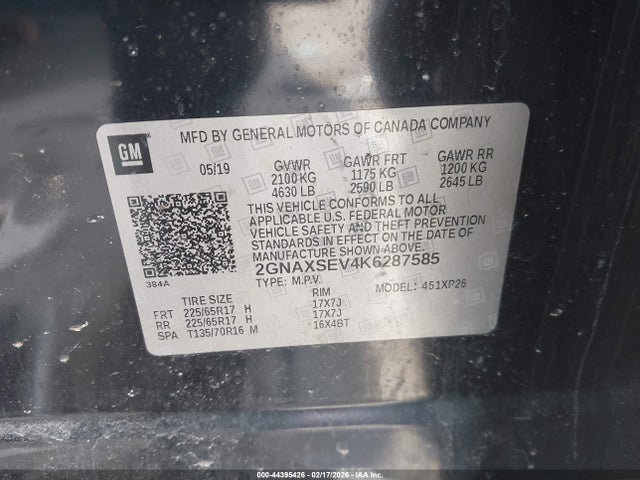 GM
MFD BY GENERAL MOTORS OF CANADA COMPANY
05/19 GVWR GAWR FRT GAWR RR
2100 KG 1175 KG 1200 KG
4630 LB 2590 LB 2645 LB
THIS VEHICLE CONFORMS TO ALL
APPLICABLE U.S. FEDERAL MOTOR
VEHICLE SAFETY AND THEFT PREVENTION
STANDARDS IN EFFECT ON THE DATE OF
MANUFACTURE SHOWN ABOVE.
2GNAXSEV4K6287585
384A TYPE: M.P.V. MODEL: 451XP26
TIRE SIZE RIM
FRT 225/65R17 H 17X7J
RR 225/65R17 H 17X7J
SPA T135/70R16 M 16X4BT
000-44395426 - 02/17/2026 - IAA Inc.